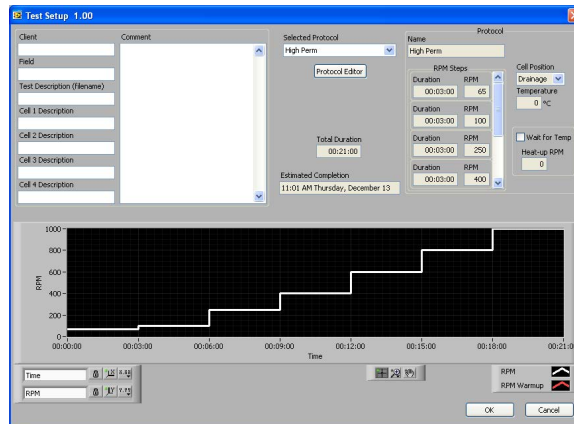 Test Setup 1.00
Client
Comment
Field
Test Description (filename)
Cell 1 Description
Cell 2 Description
Cell 3 Description
Cell 4 Description
Selected Protocol
High Perm
Protocol Editor
Total Duration
00:21:00
Estimated Completion
11:01 AM Thursday, December 13
Protocol
Name
High Perm
RPM Steps
Duration RPM
00:03:00 65
Duration RPM
00:03:00 100
Duration RPM
00:03:00 250
Duration RPM
00:03:00 400
Cell Position
Drainage
Temperature
0 °C
Wait for Temp
Heat-up RPM
0
RPM
1000
800
600
400
200
0
00:00:00 00:03:00 00:06:00 00:09:00 00:12:00 00:15:00 00:18:00 00:21:0
Time
Time
RPM
RPM
RPM Warmup
OK
Cancel